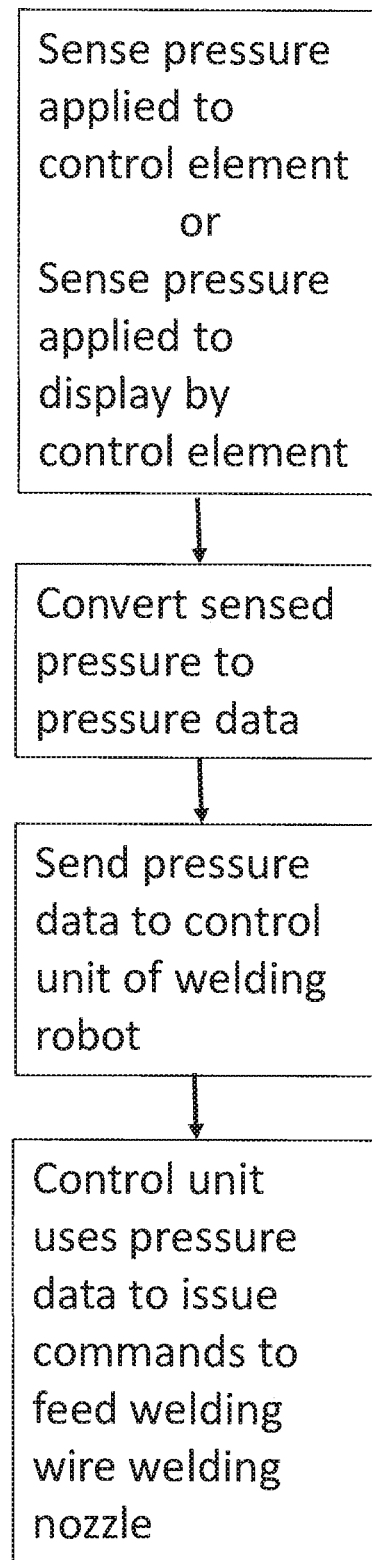 Sense pressure
applied to
control element
or
Sense pressure
applied to
display by
control element
Convert sensed
pressure to
pressure data
Send pressure
data to control
unit of welding
robot
Control unit
uses pressure
data to issue
commands to
feed welding
wire welding
nozzle